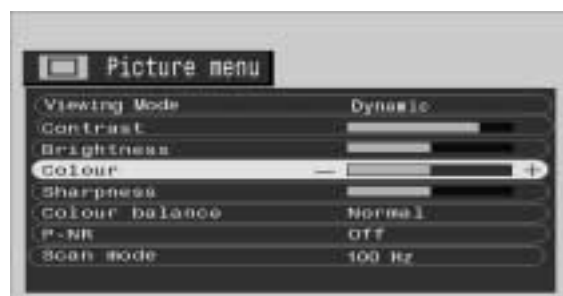 Picture menu
Viewing Mode Dynamic
Contrast
Brightness
Colour — +
Sharpness
Colour balance Normal
P-NR Off
Scan mode 100 Hz